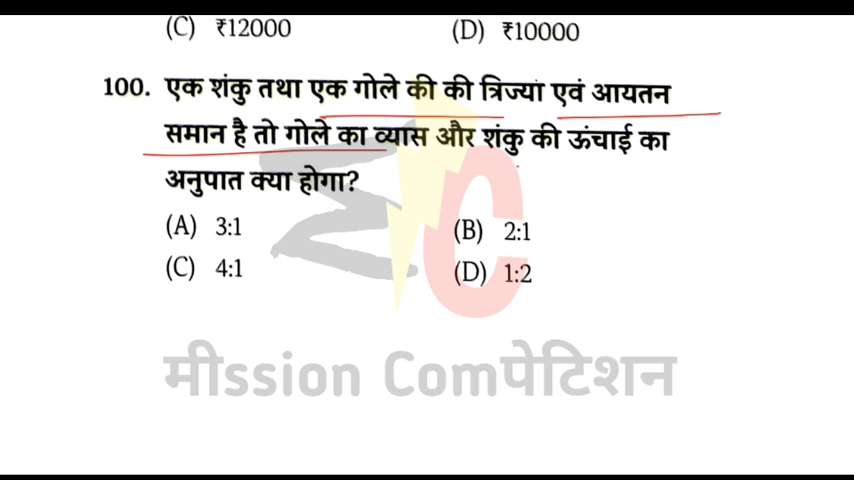 (C) ₹12000 (D) ₹10000
100. एक शंकु तथा एक गोले की की त्रिज्या एवं आयतन
समान है तो गोले का व्यास और शंकु की ऊंचाई का
अनुपात क्या होगा?
(A) 3:1 (B) 2:1
(C) 4:1 (D) 1:2
मीssion Comपेटिशन